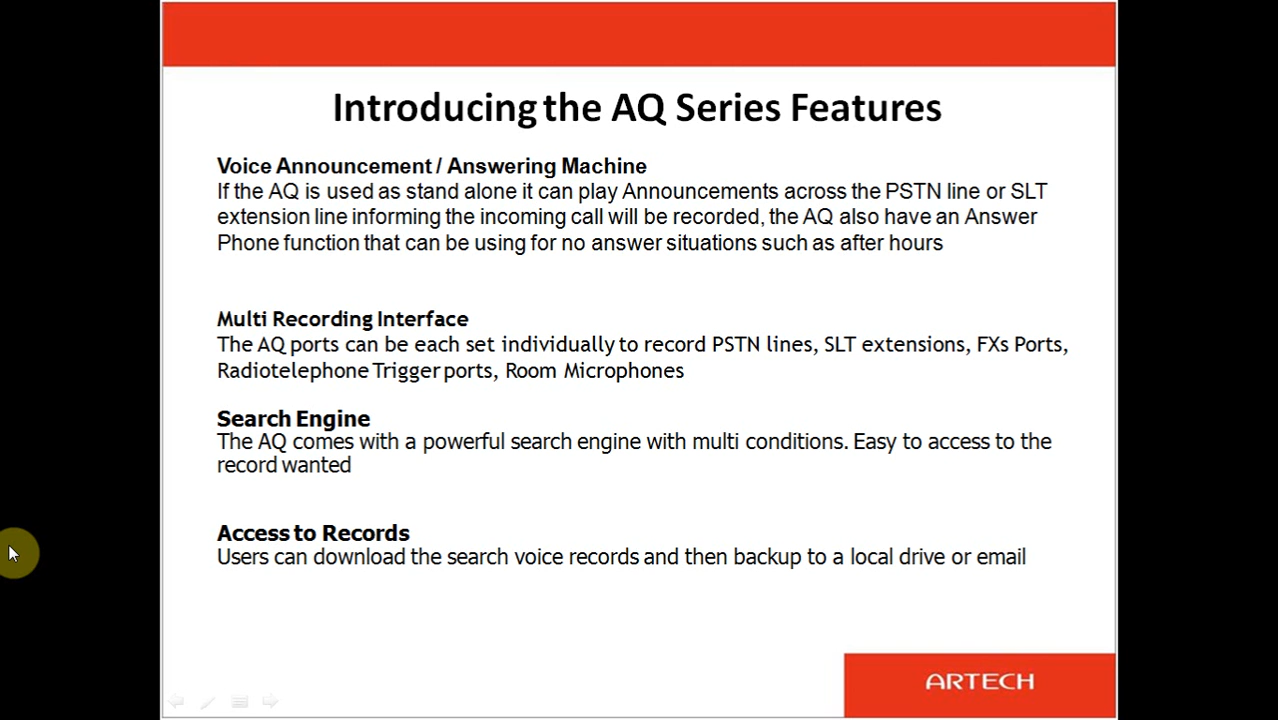 Introducing the AQ Series Features
Voice Announcement / Answering Machine
If the AQ is used as stand alone it can play Announcements across the PSTN line or SLT
extension line informing the incoming call will be recorded, the AQ also have an Answer
Phone function that can be using for no answer situations such as after hours
Multi Recording Interface
The AQ ports can be each set individually to record PSTN lines, SLT extensions, FXs Ports,
Radiotelephone Trigger ports, Room Microphones
Search Engine
The AQ comes with a powerful search engine with multi conditions. Easy to access to the
record wanted
Access to Records
Users can download the search voice records and then backup to a local drive or email
ARTECH